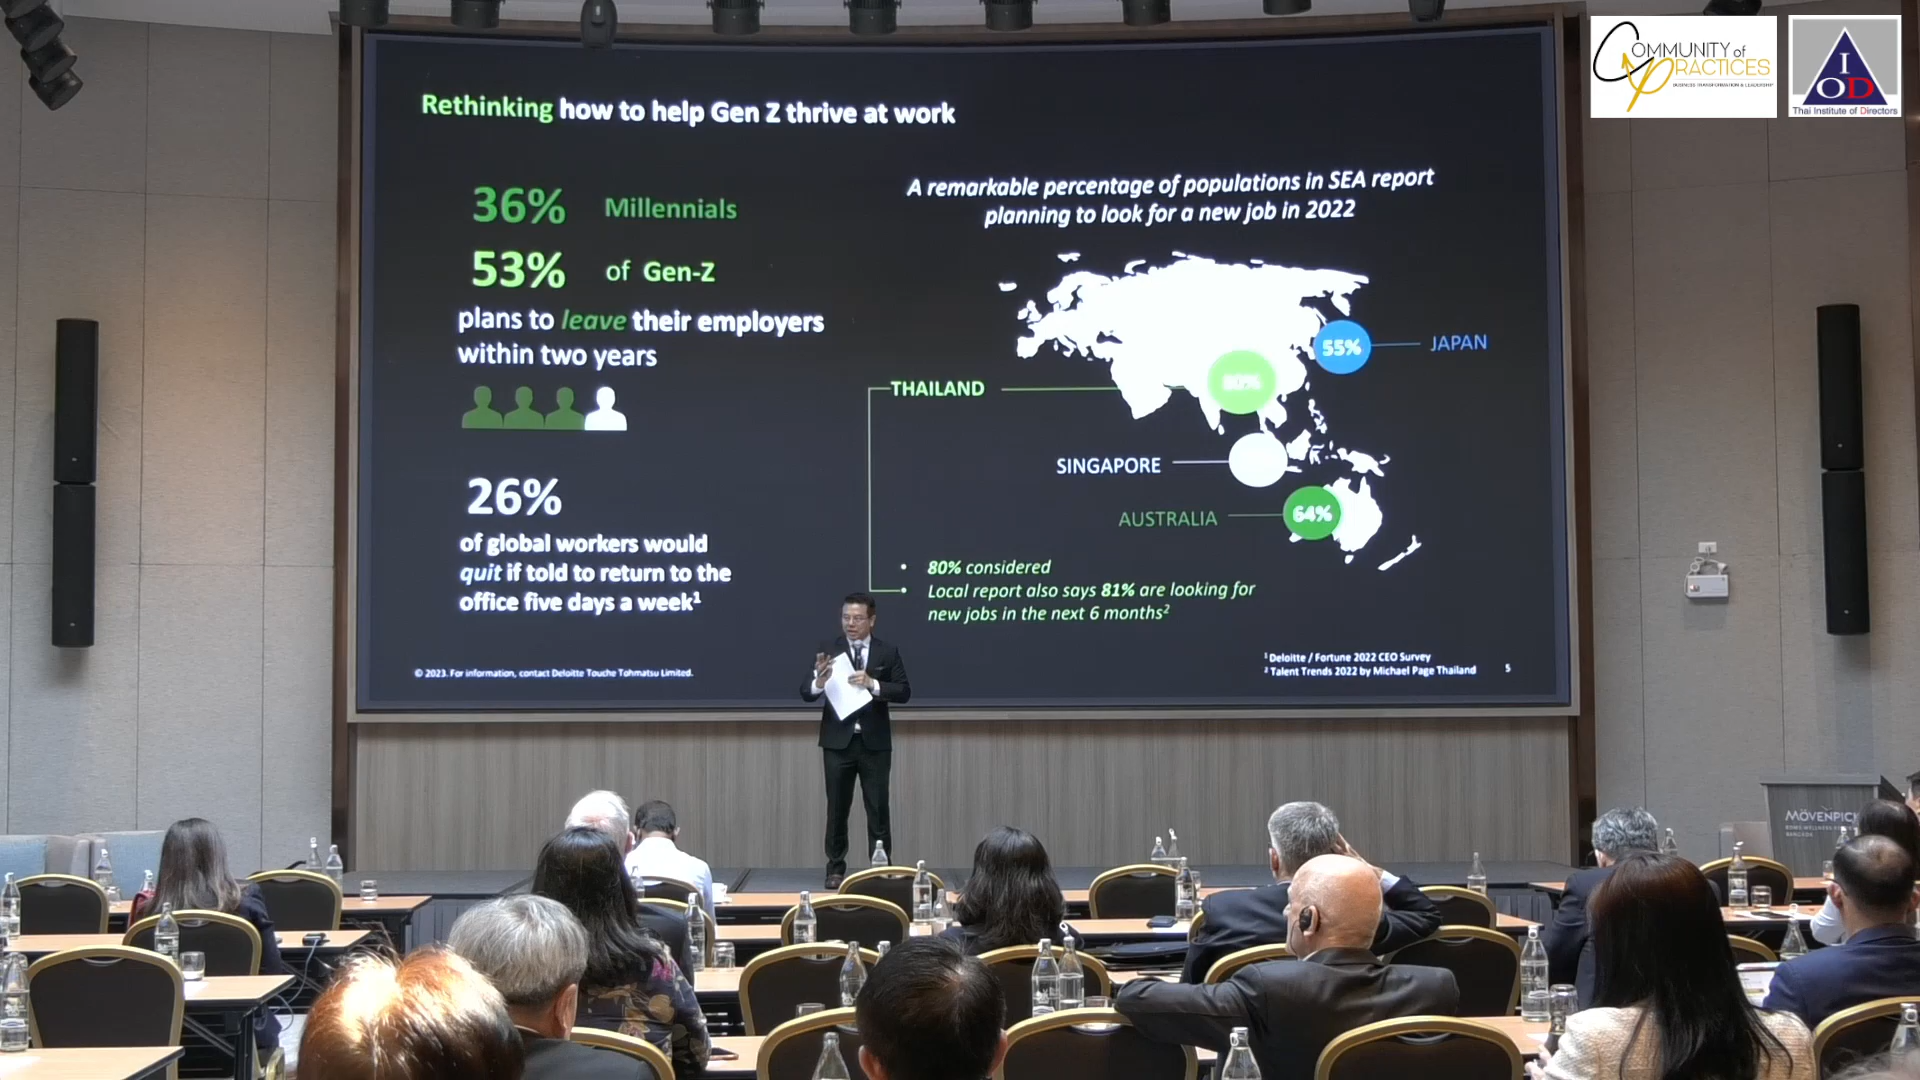 COMMUNITY of
PRACTICES
BUSINESS TRANSFORMATION & LEADERSHIP
IOD
Thai Institute of Directors
Rethinking how to help Gen Z thrive at work
36% Millennials
53% of Gen-Z
plans to leave their employers
within two years
26%
of global workers would
quit if told to return to the
office five days a week¹
A remarkable percentage of populations in SEA report
planning to look for a new job in 2022
55% JAPAN
THAILAND 80%
SINGAPORE
AUSTRALIA 64%
• 80% considered
• Local report also says 81% are looking for
new jobs in the next 6 months²
¹ Deloitte / Fortune 2022 CEO Survey
² Talent Trends 2022 by Michael Page Thailand
5
© 2023. For information, contact Deloitte Touche Tohmatsu Limited.
MÖVENPICK
BANGKOK